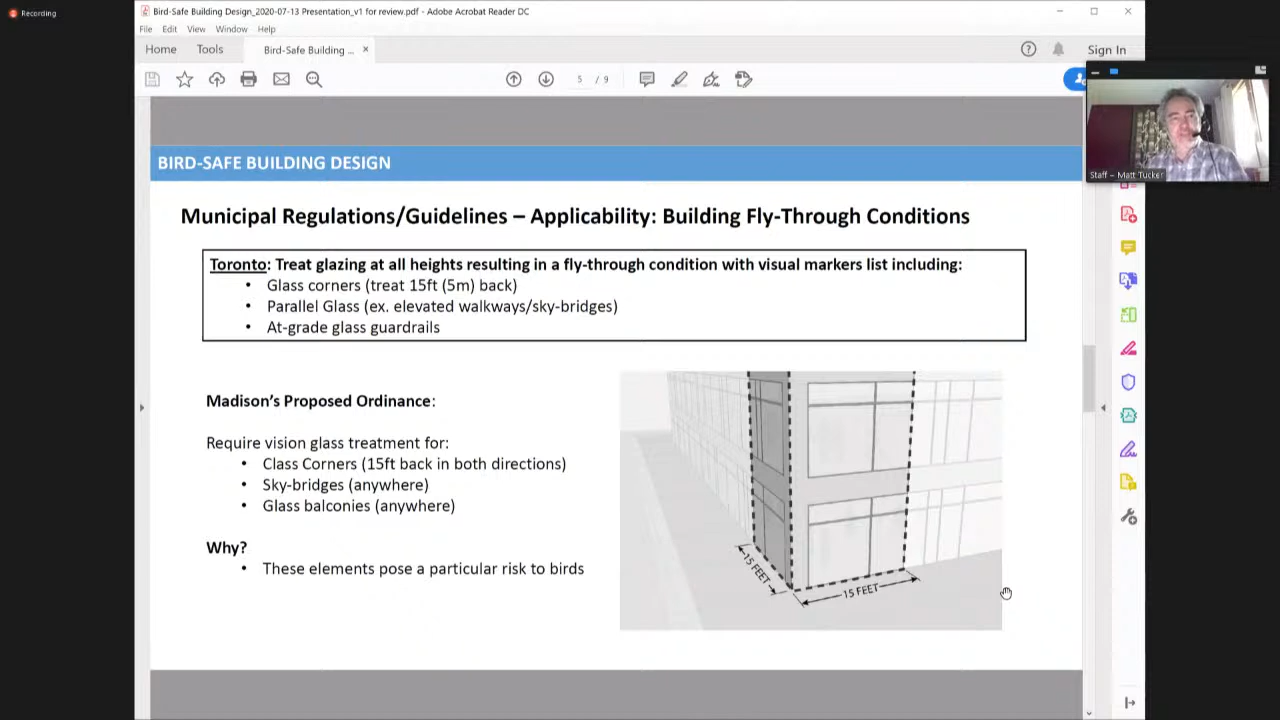 Recording
Bird-Safe Building Design_2020-07-13 Presentation_v1 for review.pdf - Adobe Acrobat Reader DC
File Edit View Window Help
Home Tools Bird-Safe Building ... × Sign In
5 / 9
Staff – Matt Tucker
BIRD-SAFE BUILDING DESIGN
Municipal Regulations/Guidelines – Applicability: Building Fly-Through Conditions
Toronto: Treat glazing at all heights resulting in a fly-through condition with visual markers list including:
• Glass corners (treat 15ft (5m) back)
• Parallel Glass (ex. elevated walkways/sky-bridges)
• At-grade glass guardrails
Madison's Proposed Ordinance:
Require vision glass treatment for:
• Class Corners (15ft back in both directions)
• Sky-bridges (anywhere)
• Glass balconies (anywhere)
Why?
• These elements pose a particular risk to birds
15 FEET
15 FEET